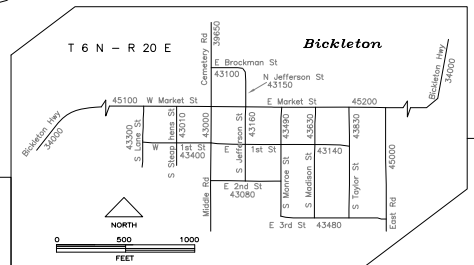 39650
Cemetery Rd
T 6 N - R 20 E
Bickleton
E Brockman St
43100
N Jefferson St
43150
Bickleton Hwy
34000
45100
W Market St
E Market St
45200
Bickleton Hwy
34000
43300
S Lane St
S Steaphens St
43010
43000
S Jefferson St
43160
43490
43630
43830
45000
W 1st St
43400
E 1st St
43140
S Monroe St
S Madison St
S Taylor St
East Rd
Middle Rd
E 2nd St
43080
E 3rd St
43480
NORTH
0 500 1000
FEET